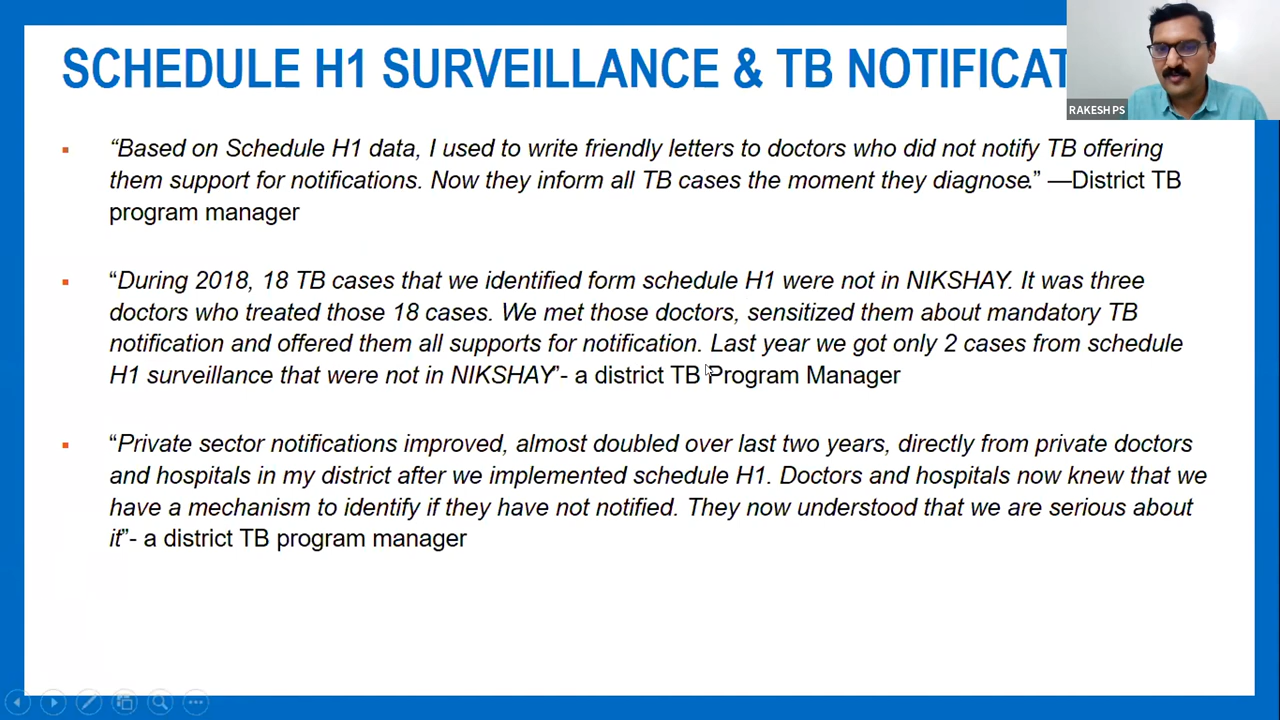 SCHEDULE H1 SURVEILLANCE & TB NOTIFICAT
RAKESH PS
▪ “Based on Schedule H1 data, I used to write friendly letters to doctors who did not notify TB offering
them support for notifications. Now they inform all TB cases the moment they diagnose.” —District TB
program manager
▪ “During 2018, 18 TB cases that we identified form schedule H1 were not in NIKSHAY. It was three
doctors who treated those 18 cases. We met those doctors, sensitized them about mandatory TB
notification and offered them all supports for notification. Last year we got only 2 cases from schedule
H1 surveillance that were not in NIKSHAY”- a district TB Program Manager
▪ “Private sector notifications improved, almost doubled over last two years, directly from private doctors
and hospitals in my district after we implemented schedule H1. Doctors and hospitals now knew that we
have a mechanism to identify if they have not notified. They now understood that we are serious about
it”- a district TB program manager